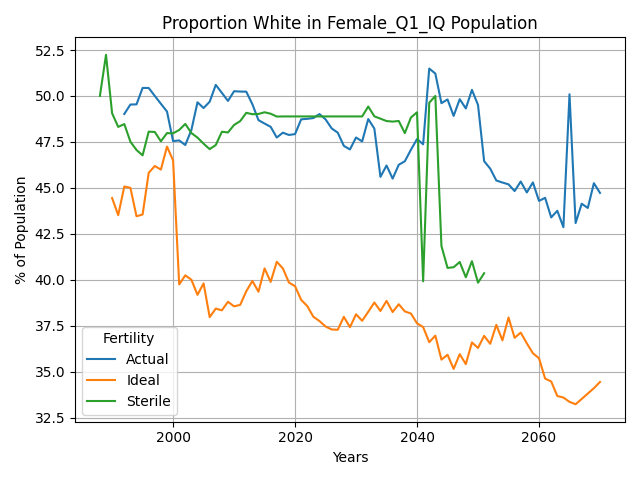 Proportion White in Female_Q1_IQ Population
% of Population
52.5
50.0
47.5
45.0
42.5
40.0
37.5
35.0
32.5
Fertility
Actual
Ideal
Sterile
2000 2020 2040 2060
Years